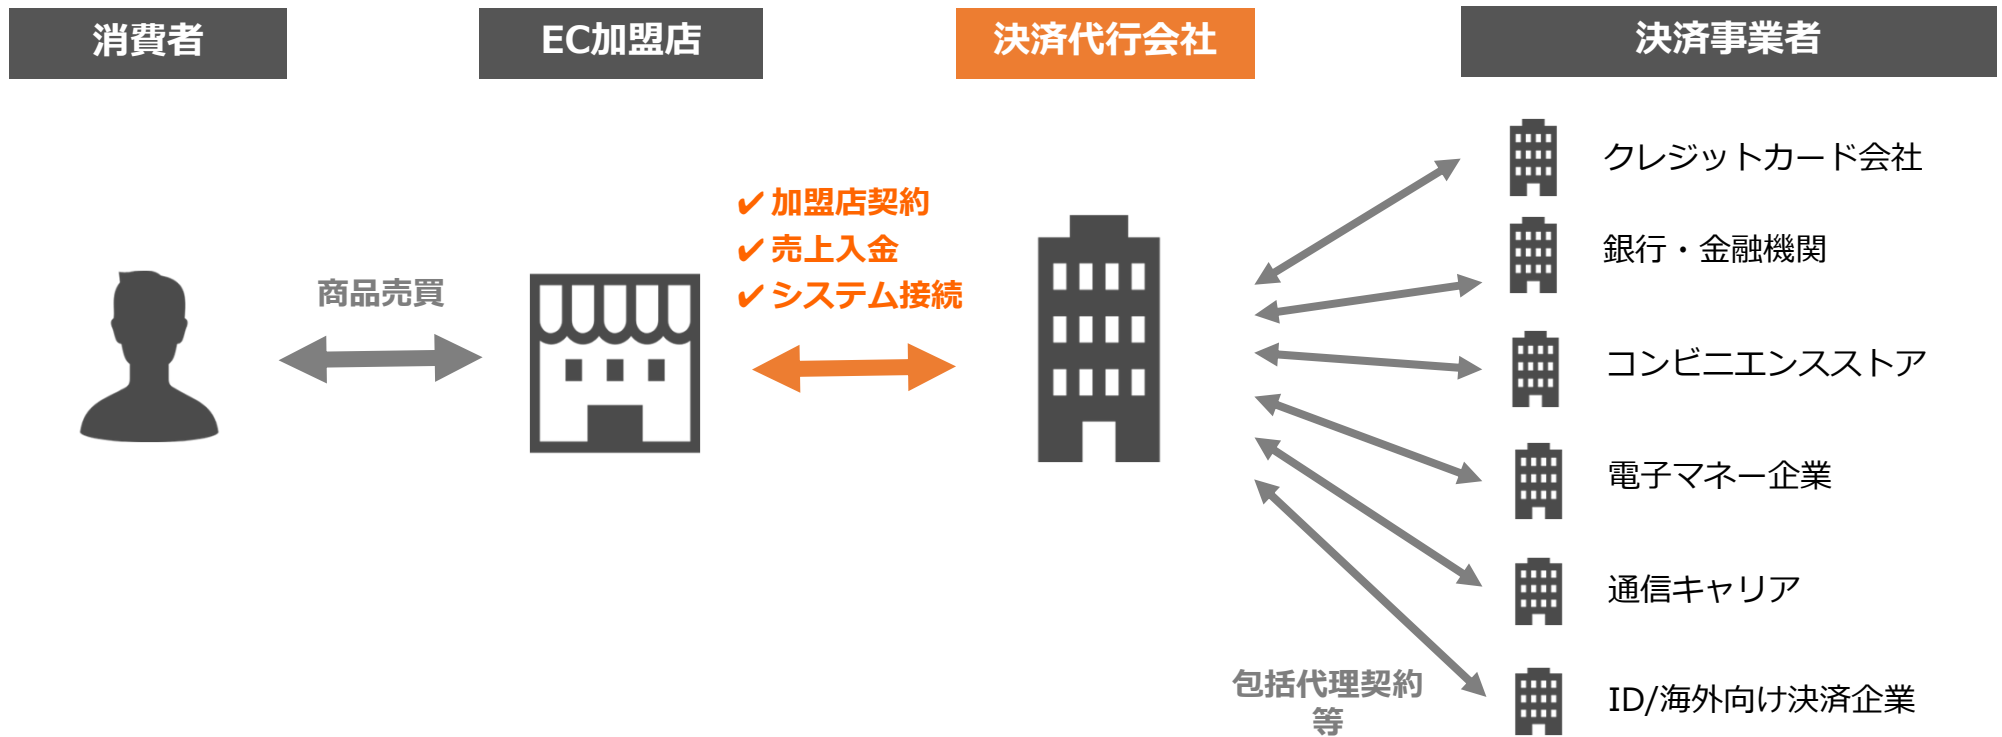 消費者
EC加盟店
決済代行会社
決済事業者
商品売買
✔ 加盟店契約
✔ 売上入金
✔ システム接続
クレジットカード会社
銀行・金融機関
コンビニエンスストア
電子マネー企業
通信キャリア
ID/海外向け決済企業
包括代理契約
等